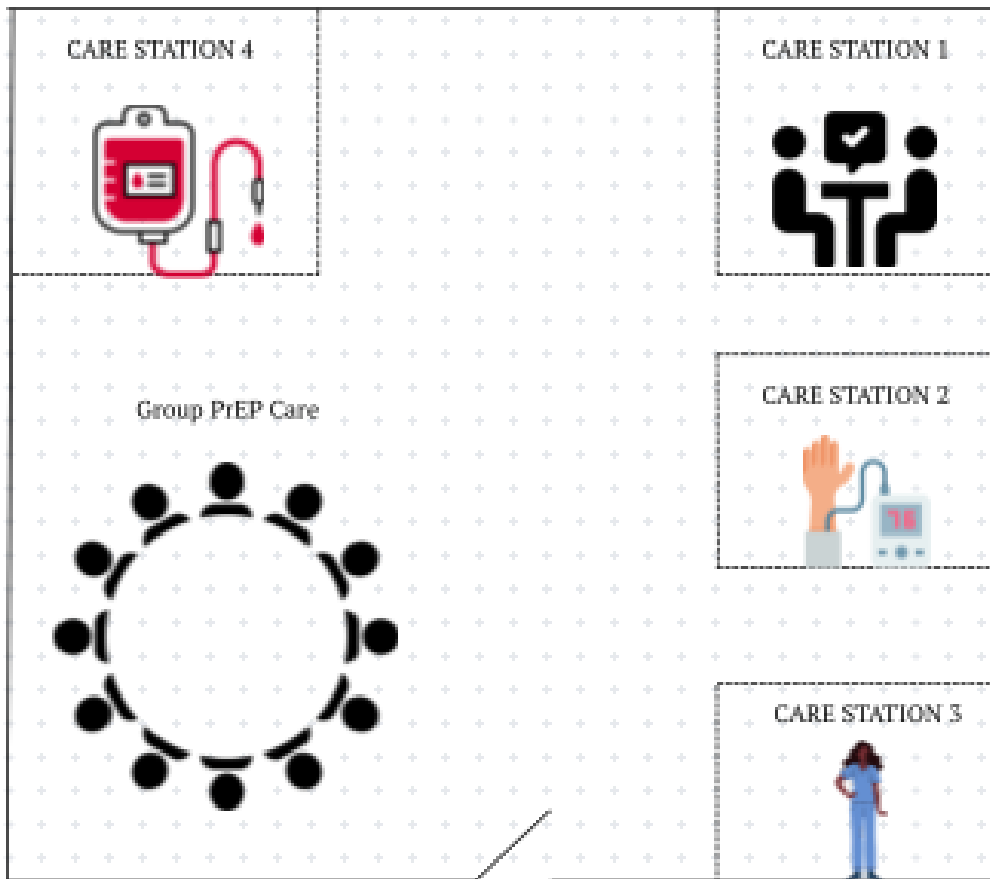 CARE STATION 4
CARE STATION 1
CARE STATION 2
Group PrEP Care
CARE STATION 3